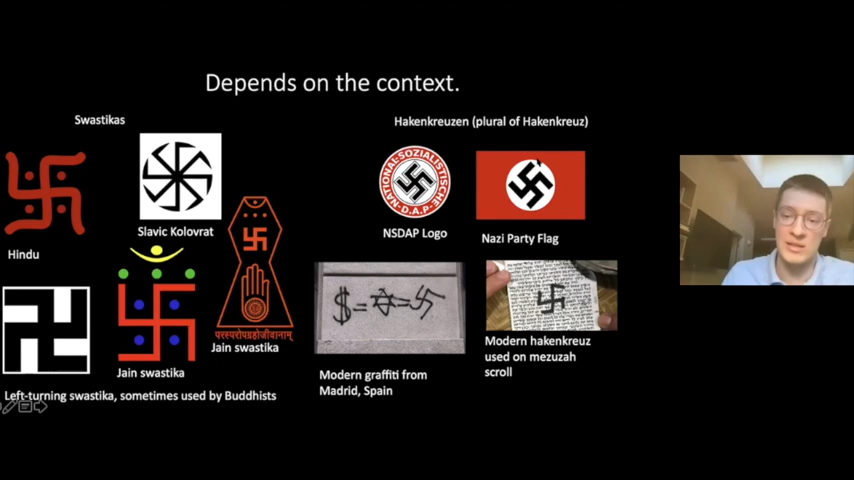 Depends on the context.
Swastikas
Hakenkreuzen (plural of Hakenkreuz)
NATIONAL-SOZIALISTISCHE
D.A.P.
Slavic Kolovrat
NSDAP Logo
Nazi Party Flag
Hindu
$=✡=卐
परस्परोपग्रहोजीवानाम्
Jain swastika
Jain swastika
Modern hakenkreuz
used on mezuzah
scroll
Modern graffiti from
Madrid, Spain
Left-turning swastika, sometimes used by Buddhists